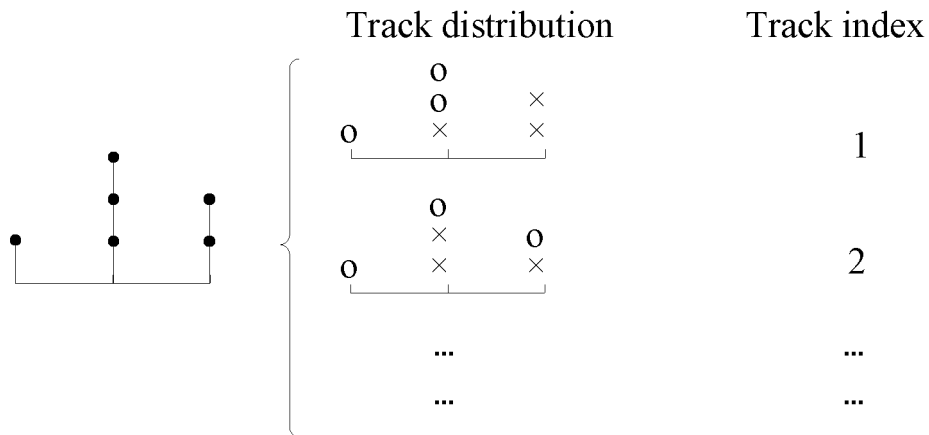 Track distribution Track index
o
o ×
o × ×
1
o
× o
o × ×
2
... ...
... ...